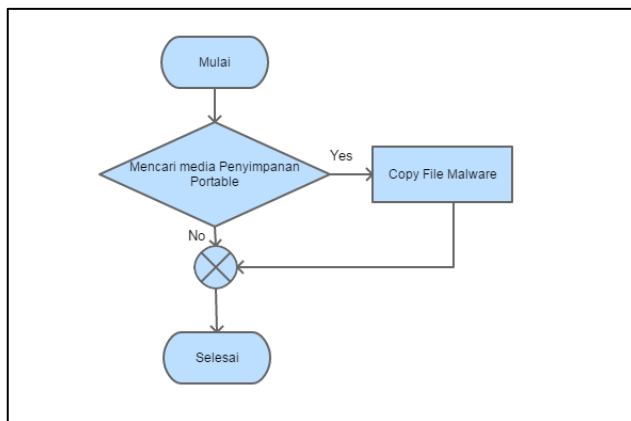 Mulai
Mencari media Penyimpanan
Portable
Yes
Copy File Malware
No
Selesai